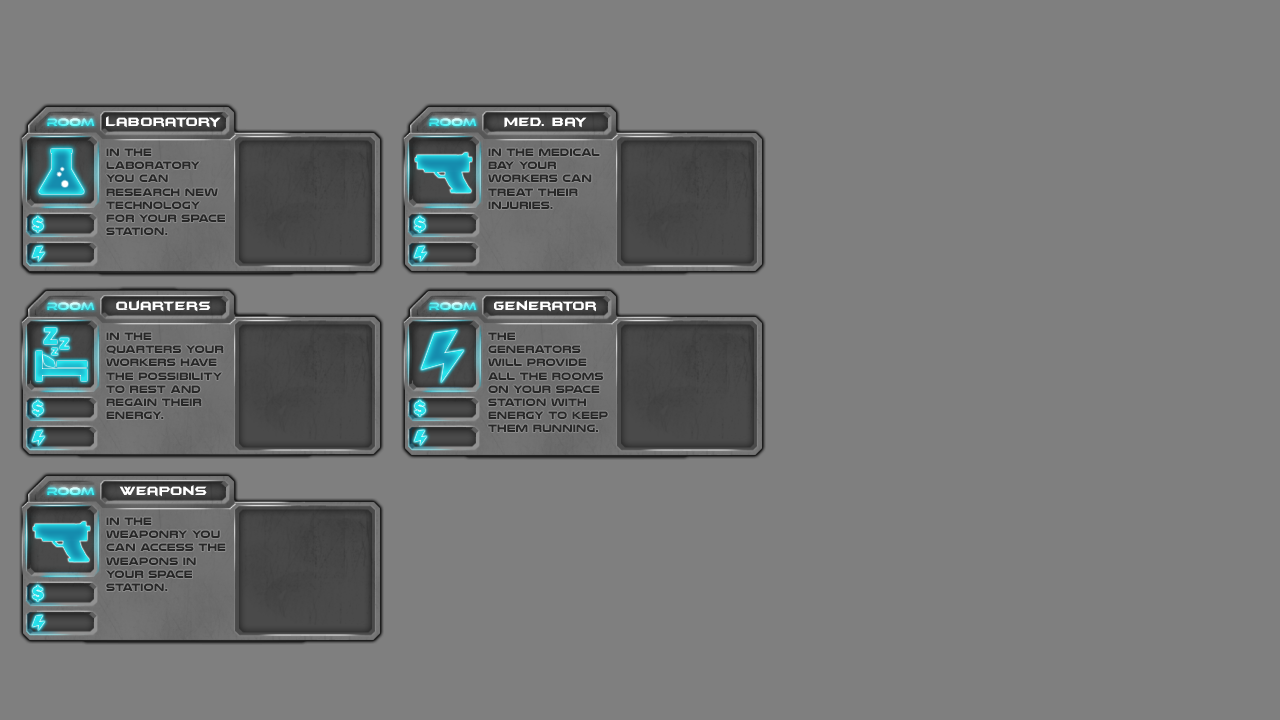 ROOM LABORATORY
IN THE
LABORATORY
YOU CAN
RESEARCH NEW
TECHNOLOGY
FOR YOUR SPACE
STATION.
$
ROOM MED. BAY
IN THE MEDICAL
BAY YOUR
WORKERS CAN
TREAT THEIR
INJURIES.
$
ROOM QUARTERS
ZZZ
IN THE
QUARTERS YOUR
WORKERS HAVE
THE POSSIBILITY
TO REST AND
REGAIN THEIR
ENERGY.
$
ROOM GENERATOR
THE
GENERATORS
WILL PROVIDE
ALL THE ROOMS
ON YOUR SPACE
STATION WITH
ENERGY TO KEEP
THEM RUNNING.
$
ROOM WEAPONS
IN THE
WEAPONRY YOU
CAN ACCESS THE
WEAPONS IN
YOUR SPACE
STATION.
$